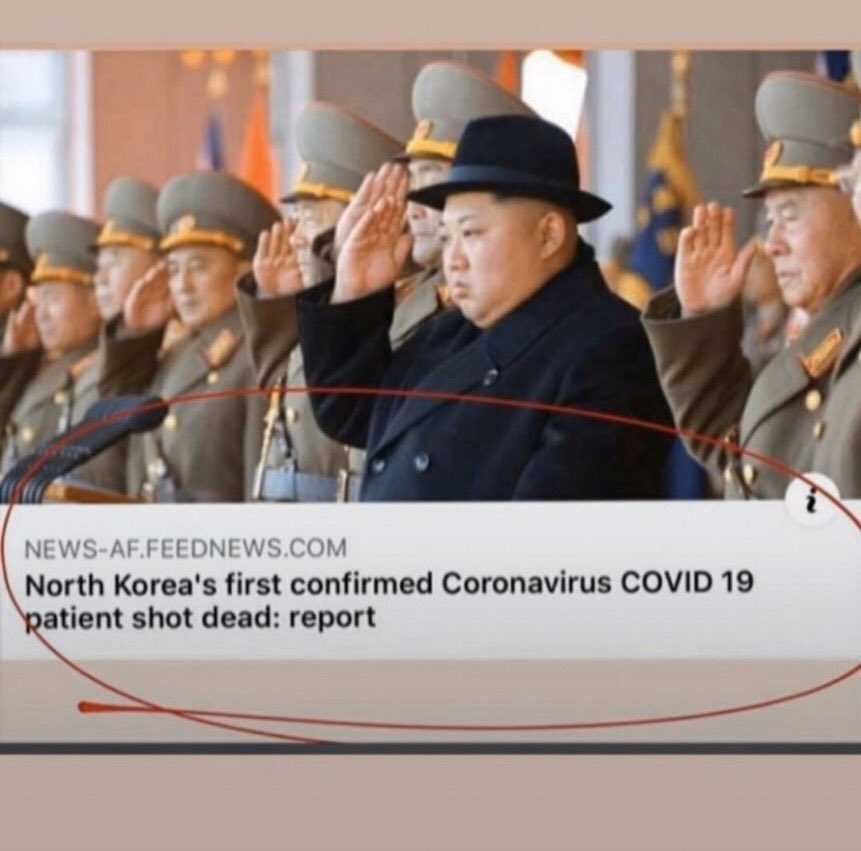 NEWS-AF.FEEDNEWS.COM
North Korea's first confirmed Coronavirus COVID 19
patient shot dead: report